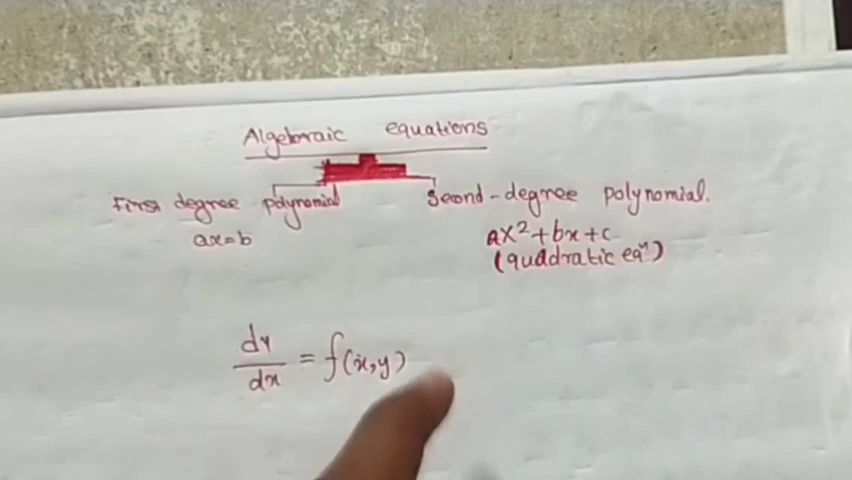 Algebraic equations
First degree polynomial
ax=b
Second-degree polynomial.
ax²+bx+c
(quadratic eqⁿ)
dy/dx = f(x,y)